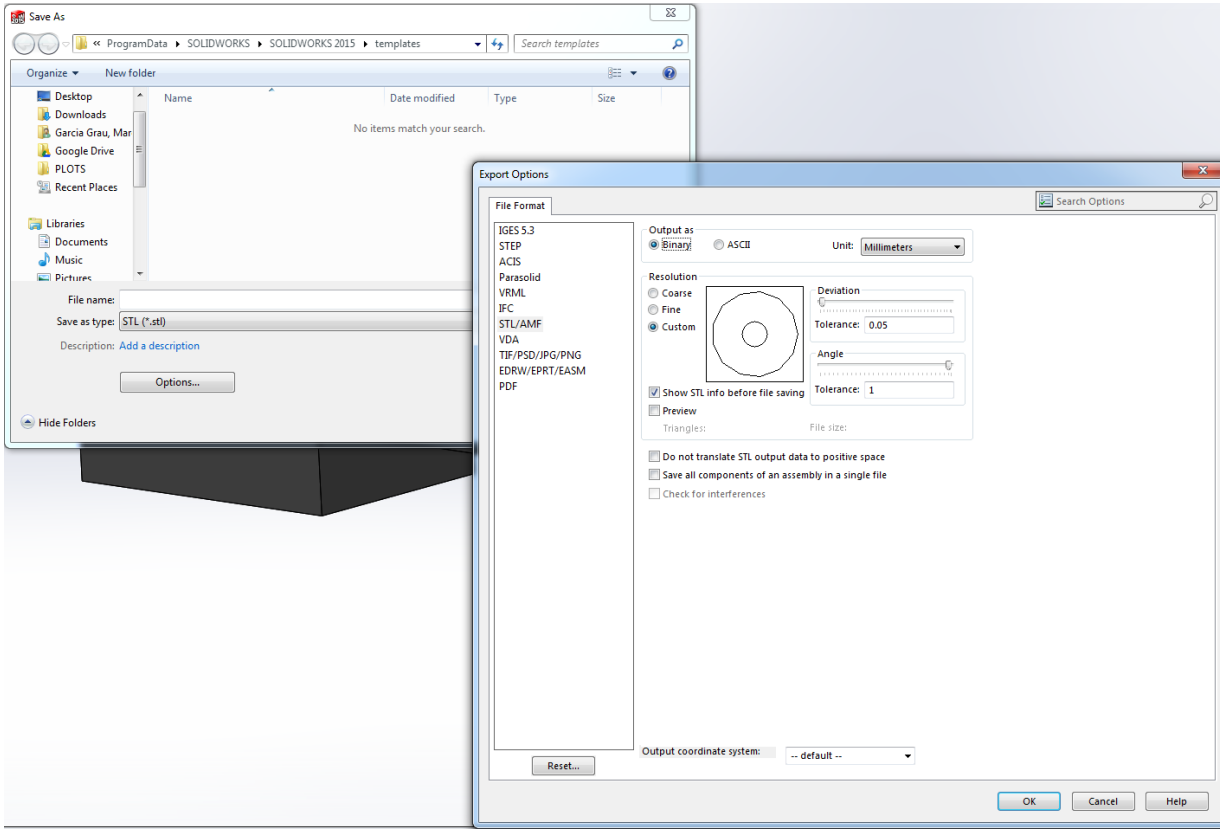 Save As
« ProgramData ▸ SOLIDWORKS ▸ SOLIDWORKS 2015 ▸ templates
Search templates
Organize
New folder
Desktop
Downloads
Garcia Grau, Mar
Google Drive
PLOTS
Recent Places
Libraries
Documents
Music
Pictures
Name
Date modified
Type
Size
No items match your search.
File name:
Save as type: STL (*.stl)
Description: Add a description
Options...
Hide Folders
Export Options
File Format
Search Options
IGES 5.3
STEP
ACIS
Parasolid
VRML
IFC
STL/AMF
VDA
TIF/PSD/JPG/PNG
EDRW/EPRT/EASM
PDF
Reset...
Output as
Binary
ASCII
Unit: Millimeters
Resolution
Coarse
Fine
Custom
Deviation
Tolerance: 0.05
Angle
Tolerance: 1
Show STL info before file saving
Preview
Triangles:
File size:
Do not translate STL output data to positive space
Save all components of an assembly in a single file
Check for interferences
Output coordinate system: -- default --
OK
Cancel
Help